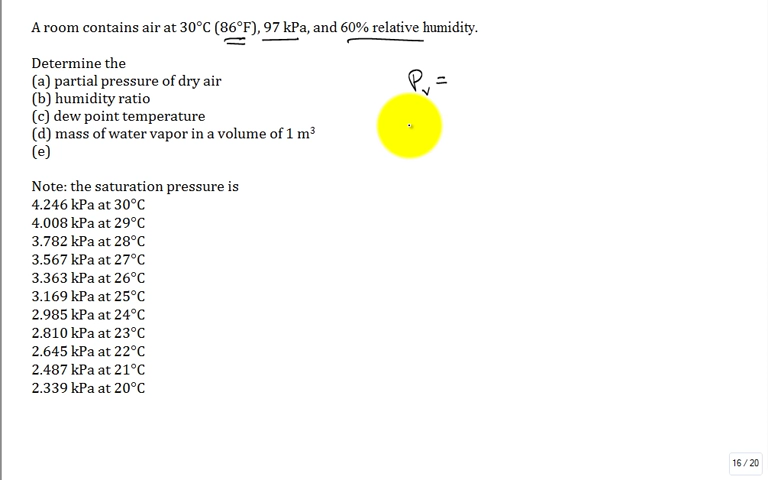 A room contains air at 30°C (86°F), 97 kPa, and 60% relative humidity.
Determine the
(a) partial pressure of dry air
P_v =
(b) humidity ratio
(c) dew point temperature
(d) mass of water vapor in a volume of 1 m³
(e)
Note: the saturation pressure is
4.246 kPa at 30°C
4.008 kPa at 29°C
3.782 kPa at 28°C
3.567 kPa at 27°C
3.363 kPa at 26°C
3.169 kPa at 25°C
2.985 kPa at 24°C
2.810 kPa at 23°C
2.645 kPa at 22°C
2.487 kPa at 21°C
2.339 kPa at 20°C
16 / 20